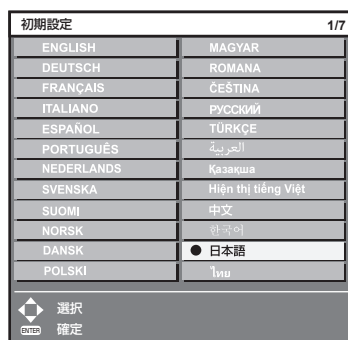 初期設定 1/7
ENGLISH
DEUTSCH
FRANÇAIS
ITALIANO
ESPAÑOL
PORTUGUÊS
NEDERLANDS
SVENSKA
SUOMI
NORSK
DANSK
POLSKI
MAGYAR
ROMANA
ČEŠTINA
РУССКИЙ
TÜRKÇE
العربية
Қазақша
Hiện thị tiếng Việt
中文
한국어
日本語
ไทย
選択
ENTER 確定